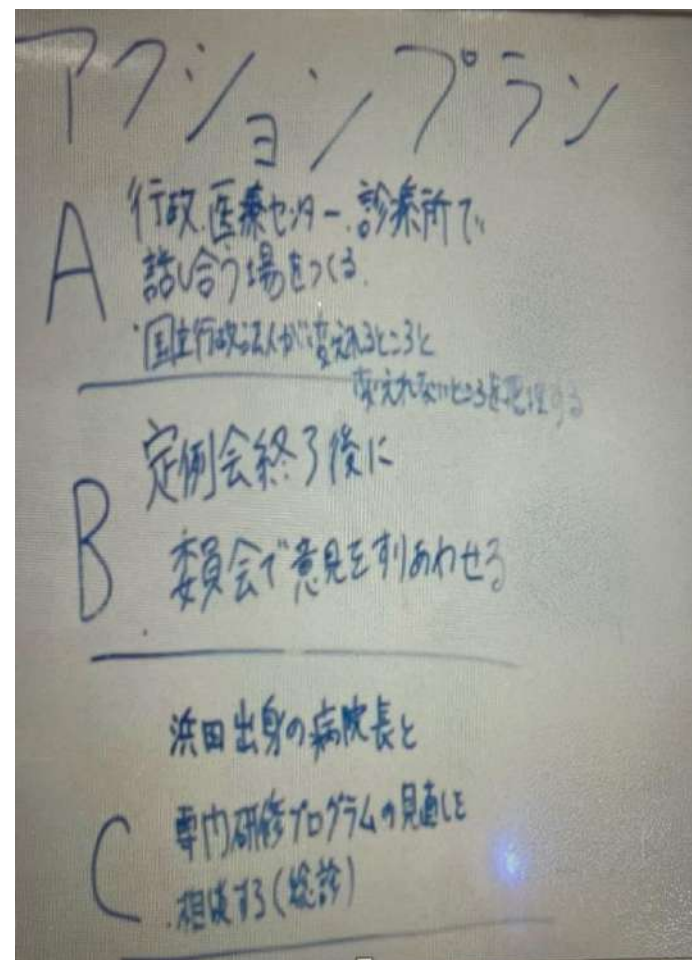 アクションプラン
A 行政.医療センター.診療所で
話し合う場をつくる.
・国立行政法人が変えれるところと
変えれないところを整理する
B 定例会終了後に
委員会で意見をすりあわせる
浜田出身の病院長と
C 専門研修プログラムの見直しを
相談する(総診)